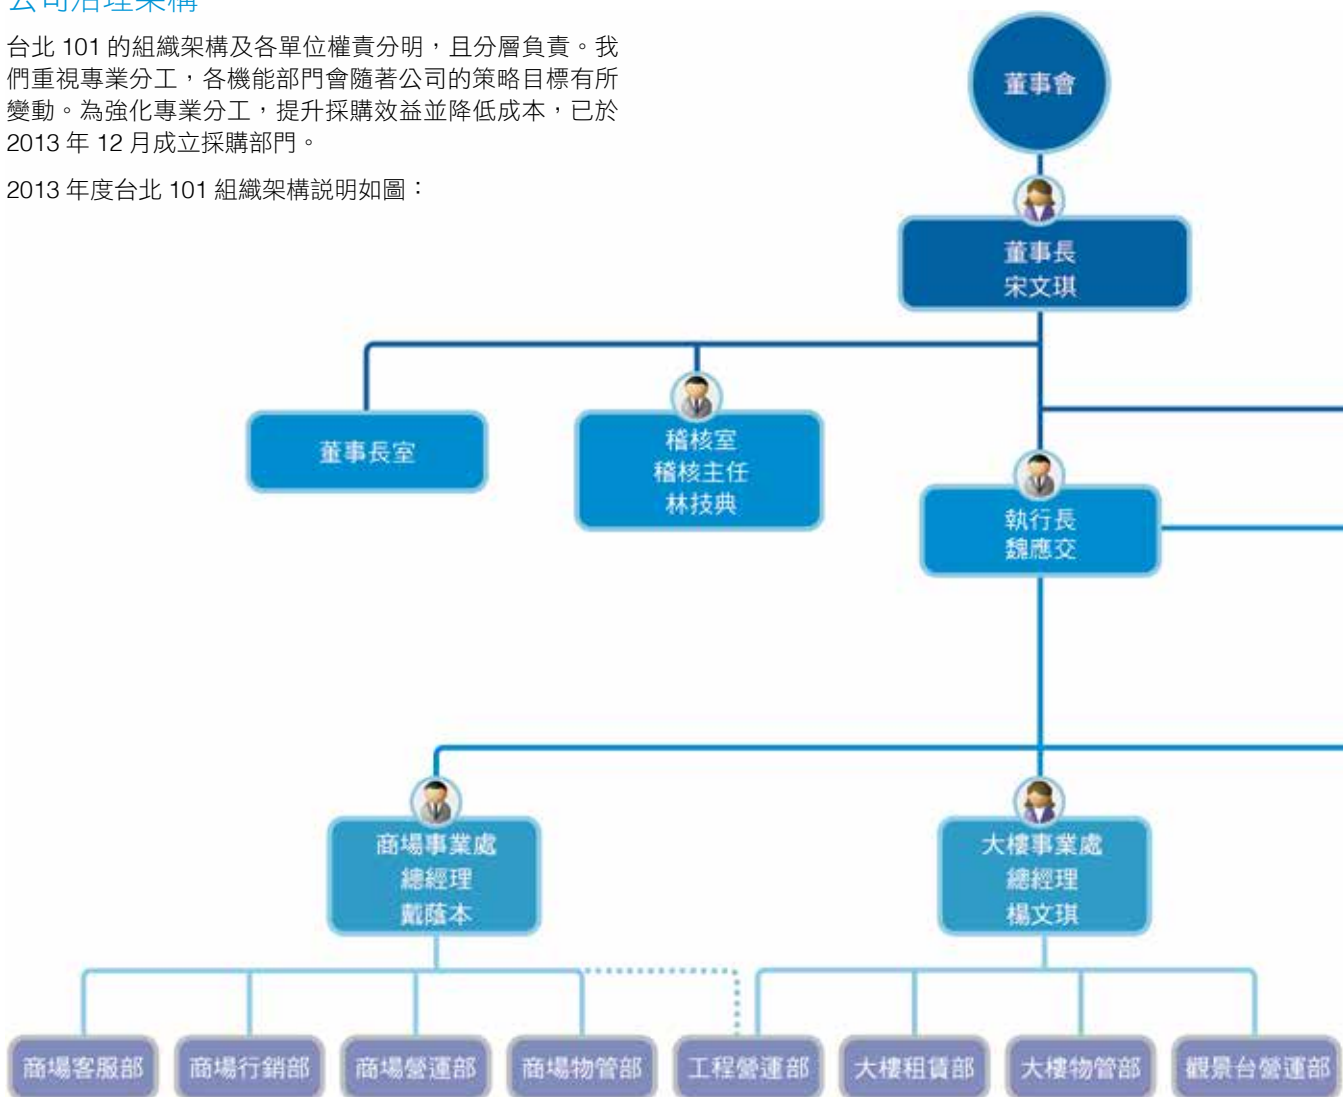 公司治理架構
台北 101 的組織架構及各單位權責分明，且分層負責。我
們重視專業分工，各機能部門會隨著公司的策略目標有所
變動。為強化專業分工，提升採購效益並降低成本，已於
2013 年 12 月成立採購部門。
2013 年度台北 101 組織架構説明如圖：
董事會
董事長
宋文琪
董事長室
稽核室
稽核主任
林技典
執行長
魏應交
商場事業處
總經理
戴蔭本
大樓事業處
總經理
楊文琪
商場客服部
商場行銷部
商場營運部
商場物管部
工程營運部
大樓租賃部
大樓物管部
觀景台營運部